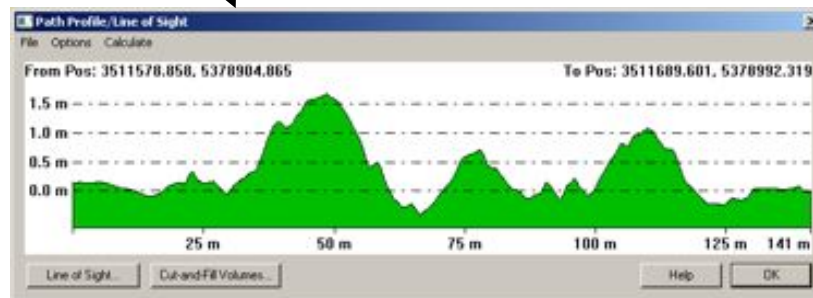 Path Profile/Line of Sight
File Options Calculate
From Pos: 3511578.858, 5378904.865 To Pos: 3511689.601, 5378992.319
1.5 m
1.0 m
0.5 m
0.0 m
25 m 50 m 75 m 100 m 125 m 141 m
Line of Sight... Cut-and-Fill Volumes... Help OK